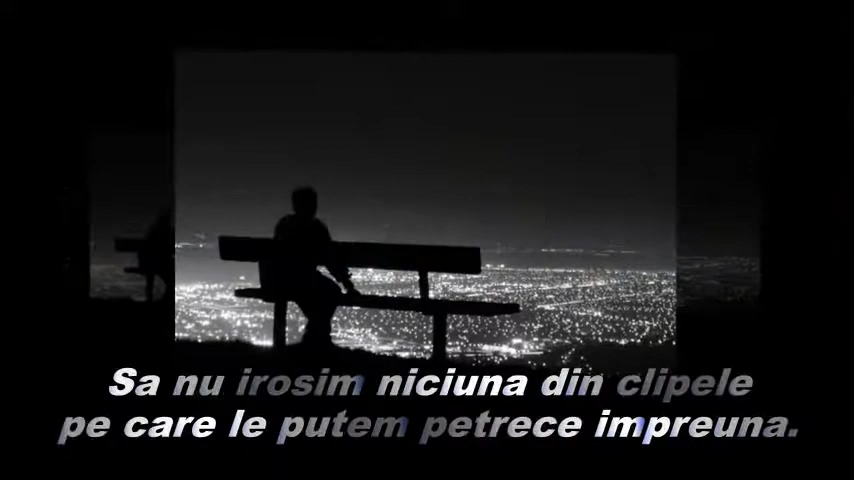 Sa nu irosim niciuna din clipele
pe care le putem petrece impreuna.